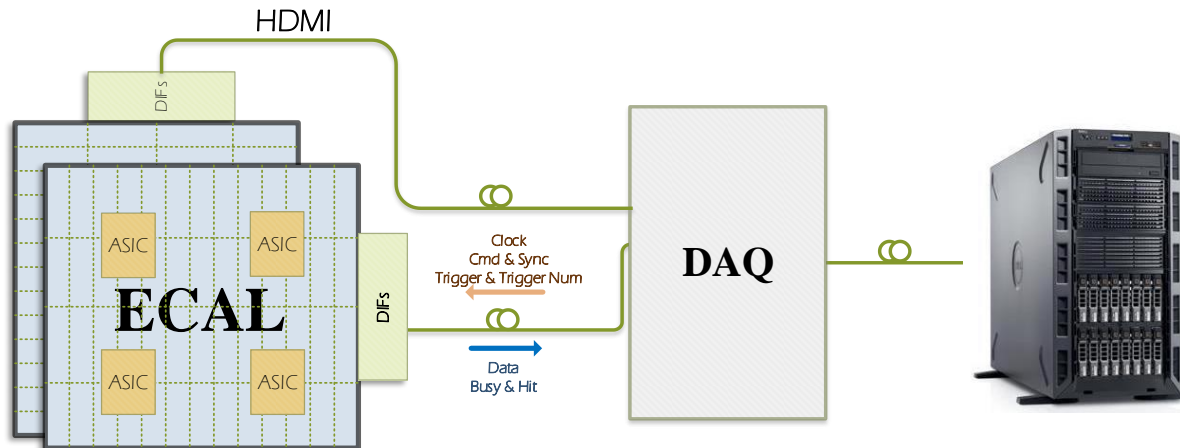 HDMI
DIFs
ASIC
ASIC
ECAL
ASIC
ASIC
DIFs
Clock
Cmd & Sync
Trigger & Trigger Num
Data
Busy & Hit
DAQ